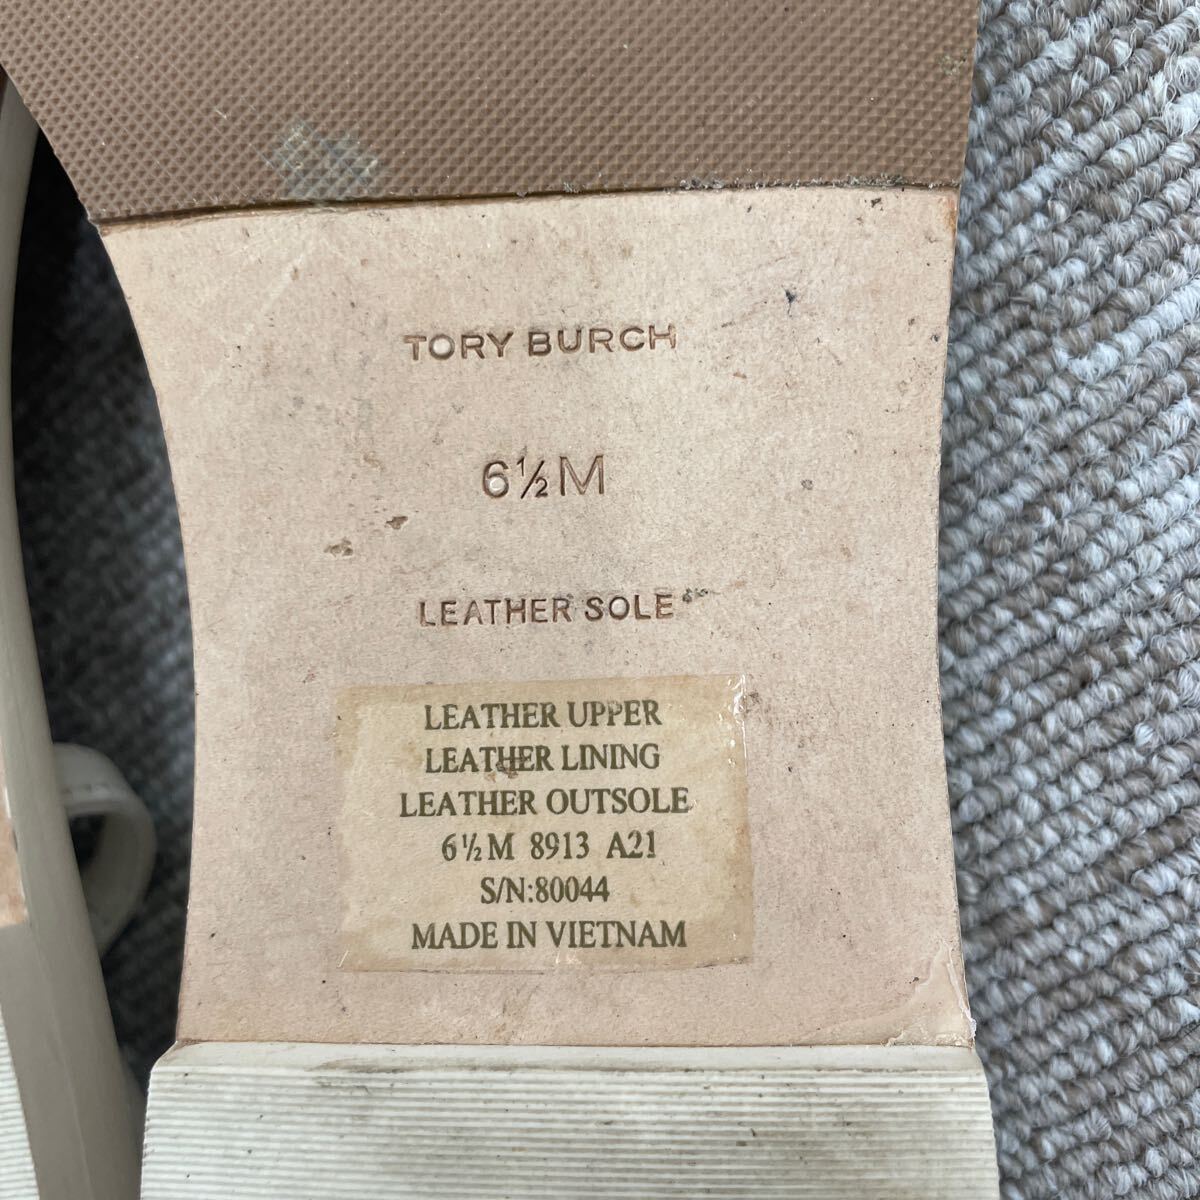 TORY BURCH
6½M
LEATHER SOLE
LEATHER UPPER
LEATHER LINING
LEATHER OUTSOLE
6½M 8913 A21
S/N:80044
MADE IN VIETNAM